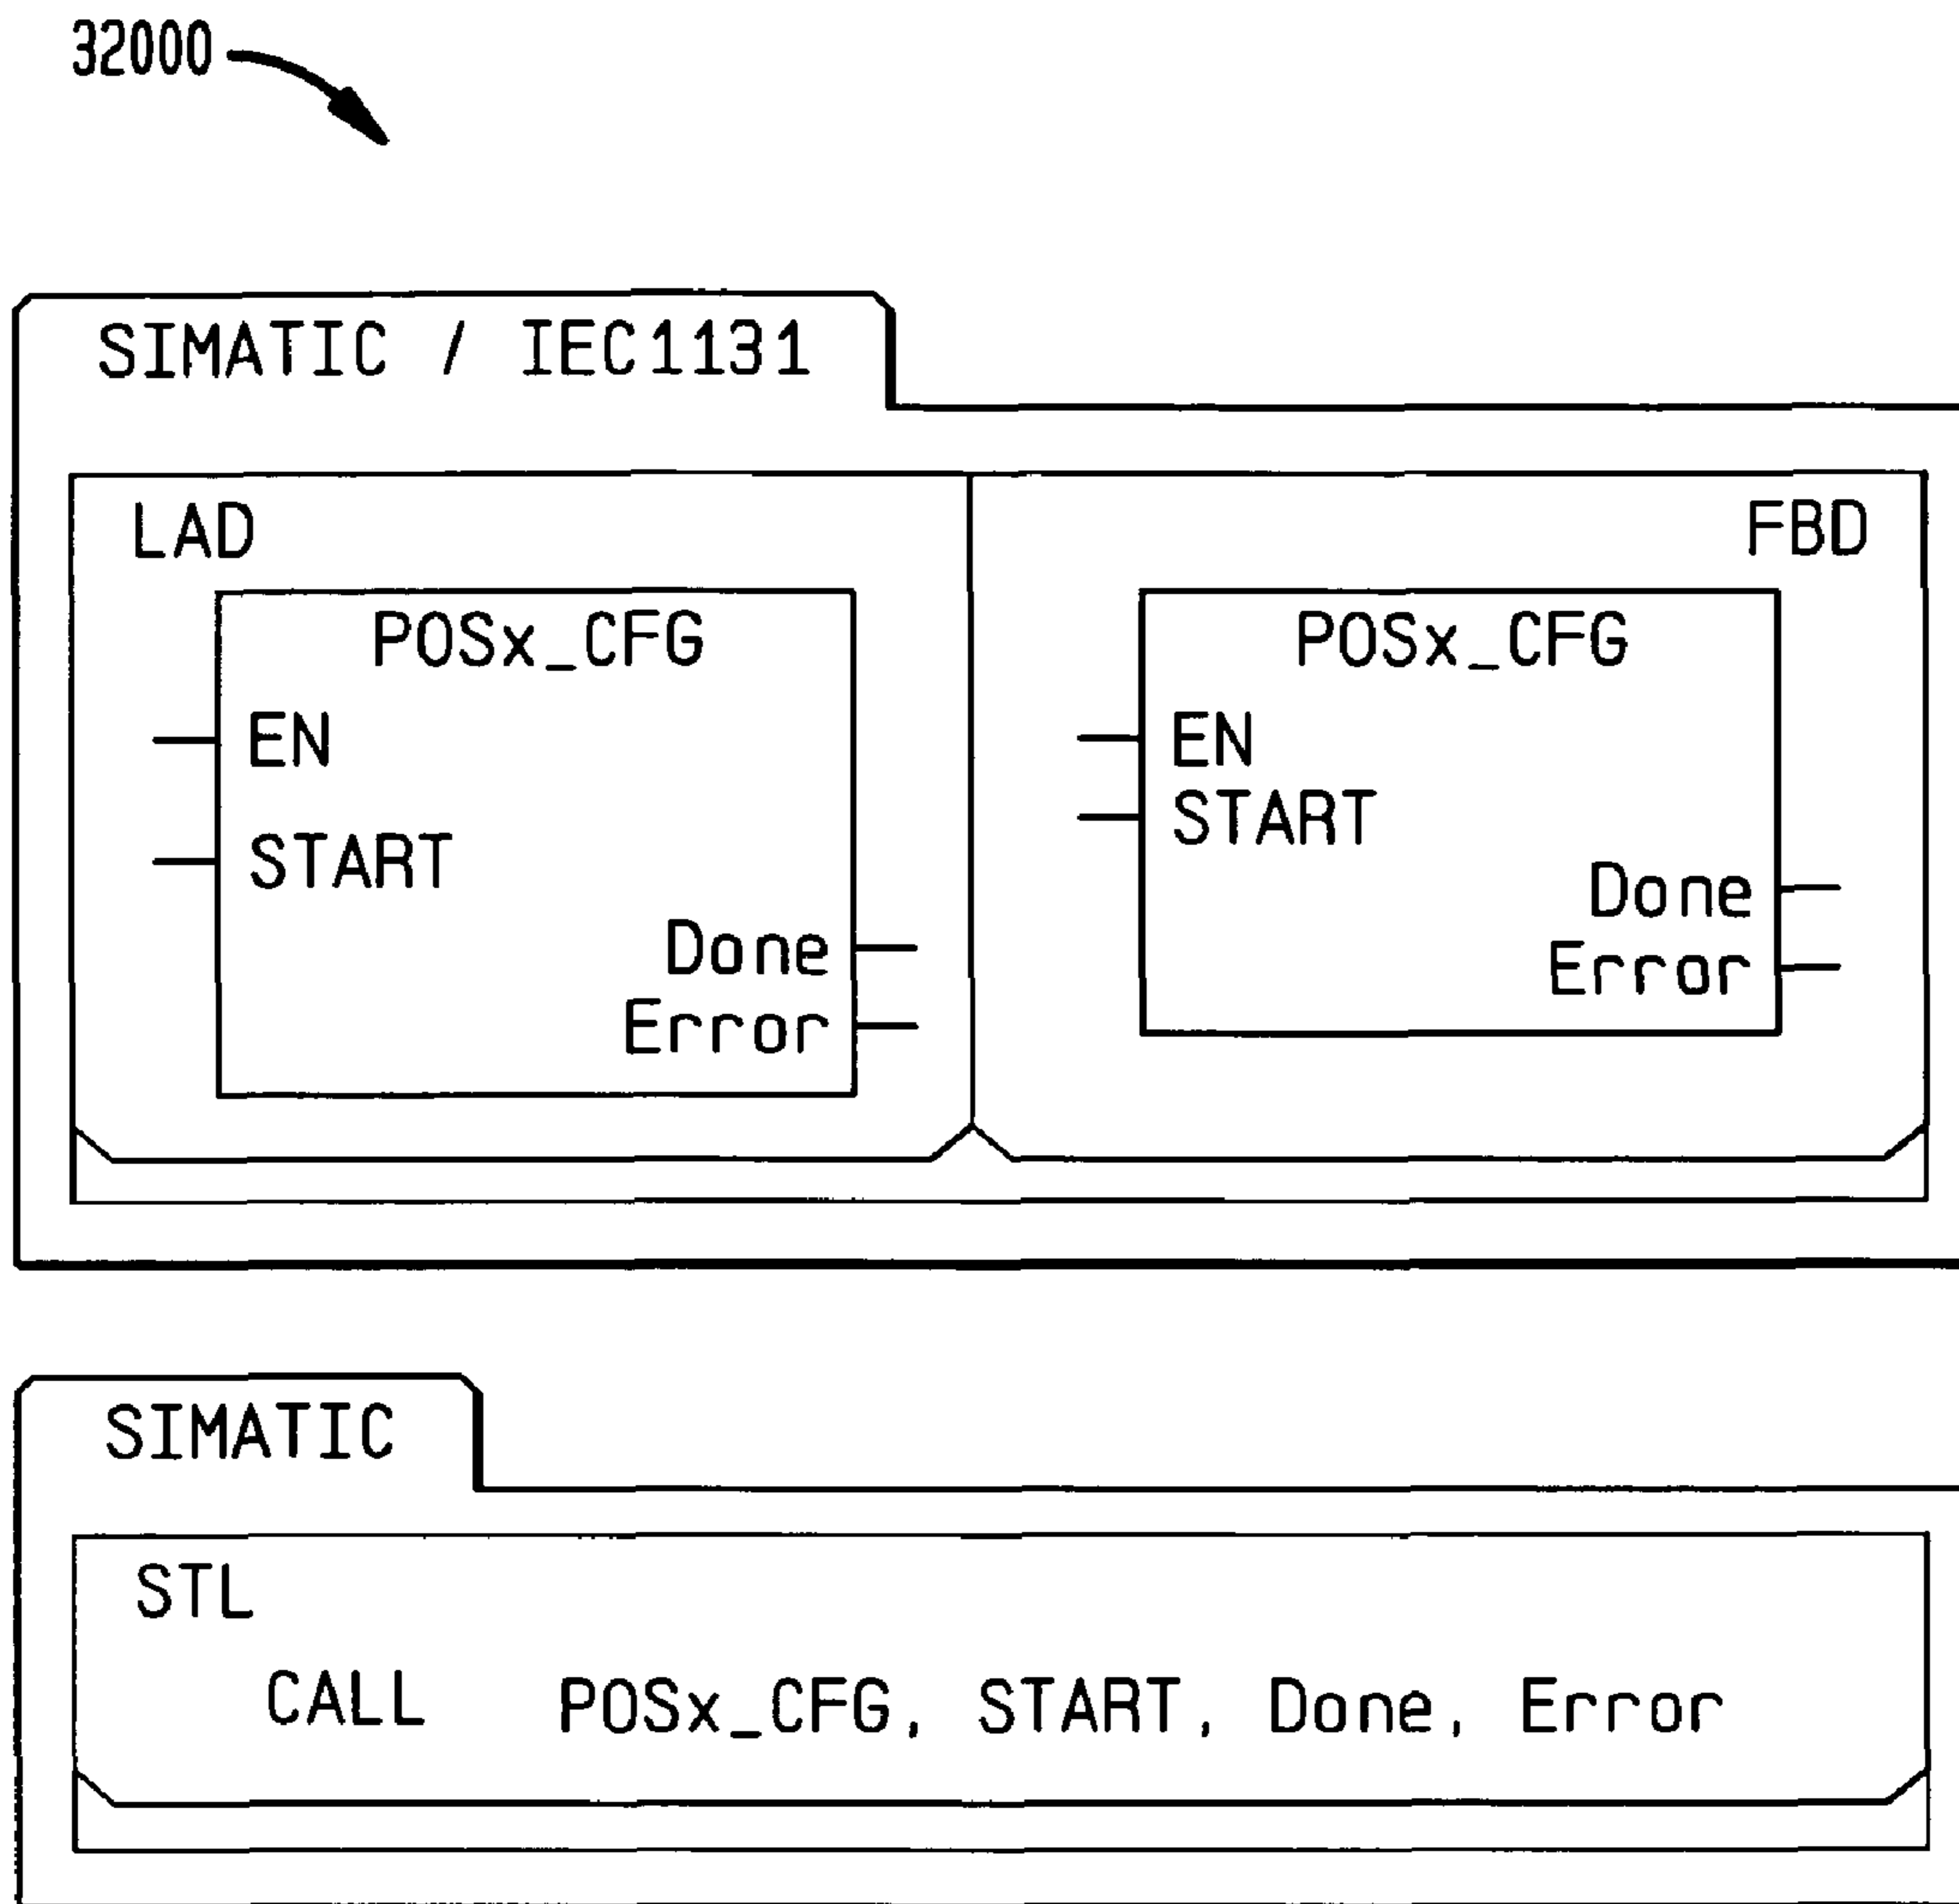 32000
SIMATIC / IEC1131
LAD
POSx_CFG
EN
START
Done
Error
FBD
POSx_CFG
EN
START
Done
Error
SIMATIC
STL
CALL POSx_CFG, START, Done, Error